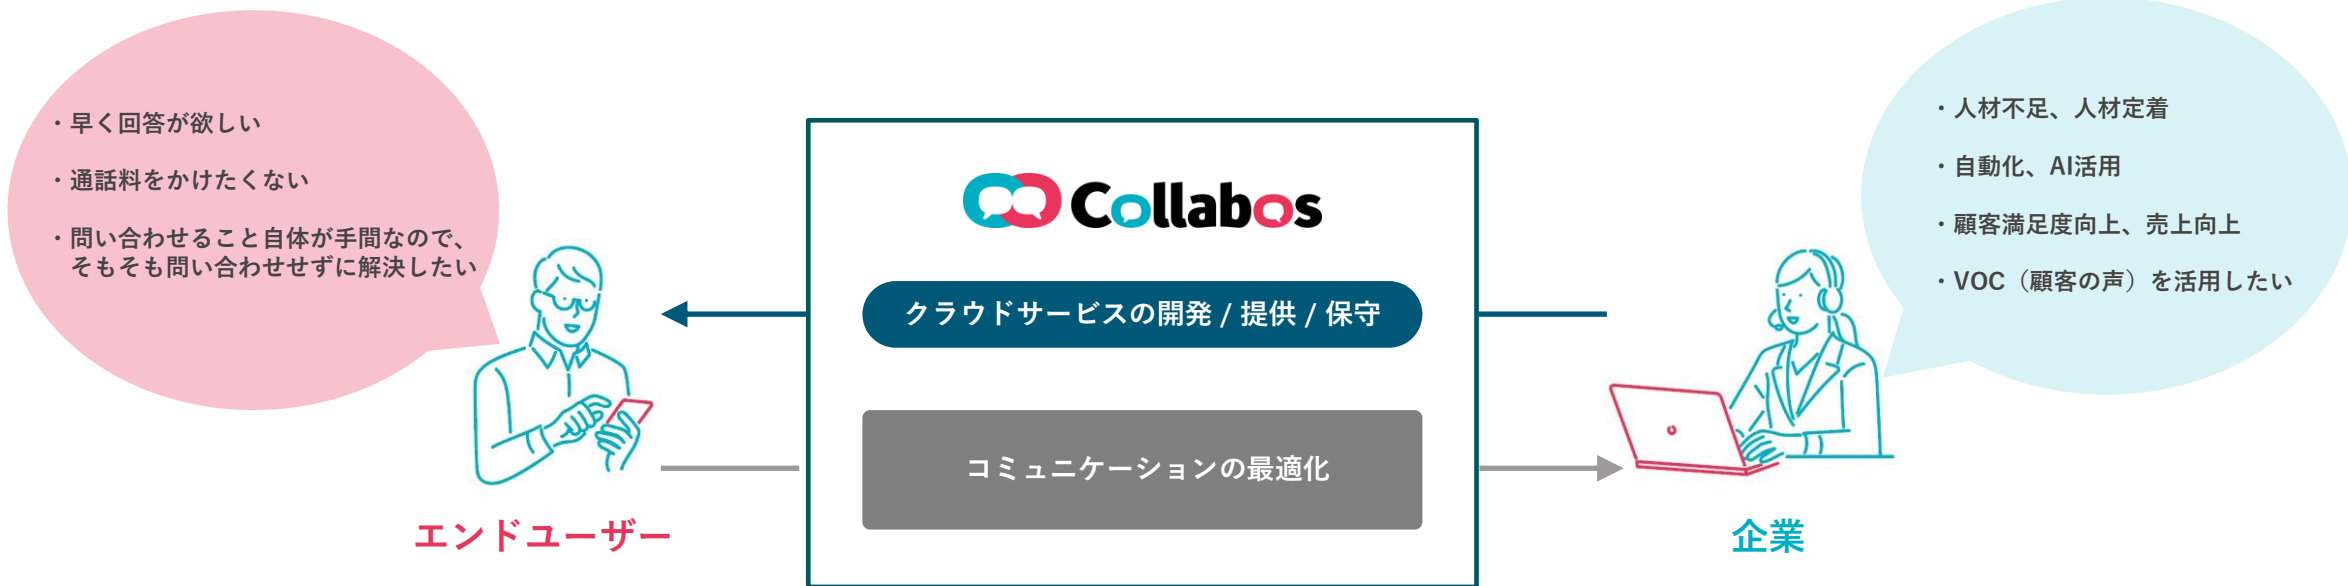 ・早く回答が欲しい
・通話料をかけたくない
・問い合わせること自体が手間なので、
そもそも問い合わせせずに解決したい
エンドユーザー
Collabos
クラウドサービスの開発 / 提供 / 保守
コミュニケーションの最適化
・人材不足、人材定着
・自動化、AI活用
・顧客満足度向上、売上向上
・VOC（顧客の声）を活用したい
企業